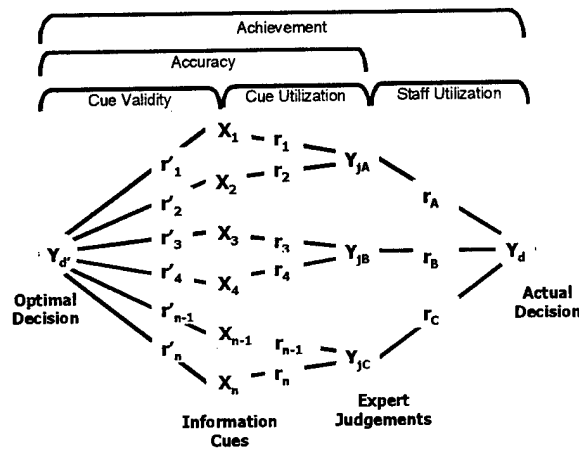 Achievement
Accuracy
Cue Validity Cue Utilization Staff Utilization
X1 r1
r'1 YjA
X2 r2
r'2 rA
r'3 X3 r3
Yd' YjB rB Yd
r'4 X4 r4
Optimal Decision
Actual Decision
r'n-1 Xn-1 rn-1 rC
r'n YjC
Xn rn
Information Cues
Expert Judgements